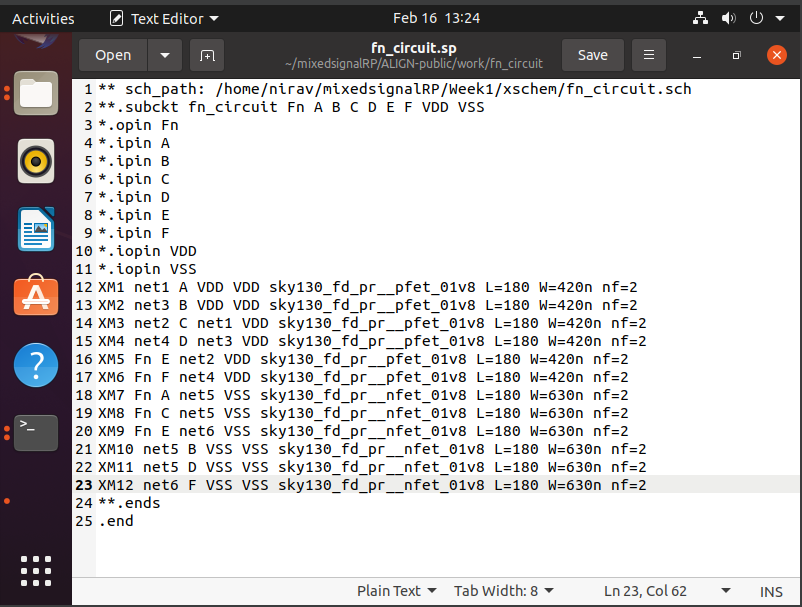 Activities Text Editor Feb 16 13:24
Open fn_circuit.sp Save
~/mixedsignalRP/ALIGN-public/work/fn_circuit
1 ** sch_path: /home/nirav/mixedsignalRP/Week1/xschem/fn_circuit.sch
2 **.subckt fn_circuit Fn A B C D E F VDD VSS
3 *.opin Fn
4 *.ipin A
5 *.ipin B
6 *.ipin C
7 *.ipin D
8 *.ipin E
9 *.ipin F
10 *.iopin VDD
11 *.iopin VSS
12 XM1 net1 A VDD VDD sky130_fd_pr__pfet_01v8 L=180 W=420n nf=2
13 XM2 net3 B VDD VDD sky130_fd_pr__pfet_01v8 L=180 W=420n nf=2
14 XM3 net2 C net1 VDD sky130_fd_pr__pfet_01v8 L=180 W=420n nf=2
15 XM4 net4 D net3 VDD sky130_fd_pr__pfet_01v8 L=180 W=420n nf=2
16 XM5 Fn E net2 VDD sky130_fd_pr__pfet_01v8 L=180 W=420n nf=2
17 XM6 Fn F net4 VDD sky130_fd_pr__pfet_01v8 L=180 W=420n nf=2
18 XM7 Fn A net5 VSS sky130_fd_pr__nfet_01v8 L=180 W=630n nf=2
19 XM8 Fn C net5 VSS sky130_fd_pr__nfet_01v8 L=180 W=630n nf=2
20 XM9 Fn E net6 VSS sky130_fd_pr__nfet_01v8 L=180 W=630n nf=2
21 XM10 net5 B VSS VSS sky130_fd_pr__nfet_01v8 L=180 W=630n nf=2
22 XM11 net5 D VSS VSS sky130_fd_pr__nfet_01v8 L=180 W=630n nf=2
23 XM12 net6 F VSS VSS sky130_fd_pr__nfet_01v8 L=180 W=630n nf=2
24 **.ends
25 .end
Plain Text Tab Width: 8 Ln 23, Col 62 INS